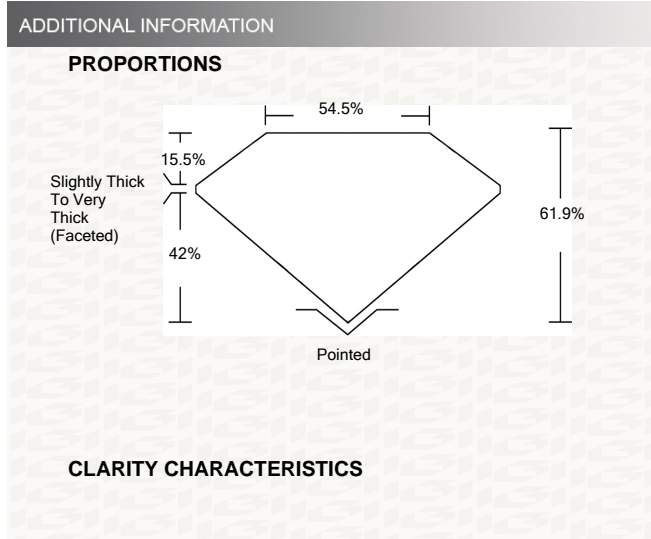 ADDITIONAL INFORMATION
PROPORTIONS
54.5%
15.5%
Slightly Thick
To Very
Thick
(Faceted)
61.9%
42%
Pointed
CLARITY CHARACTERISTICS